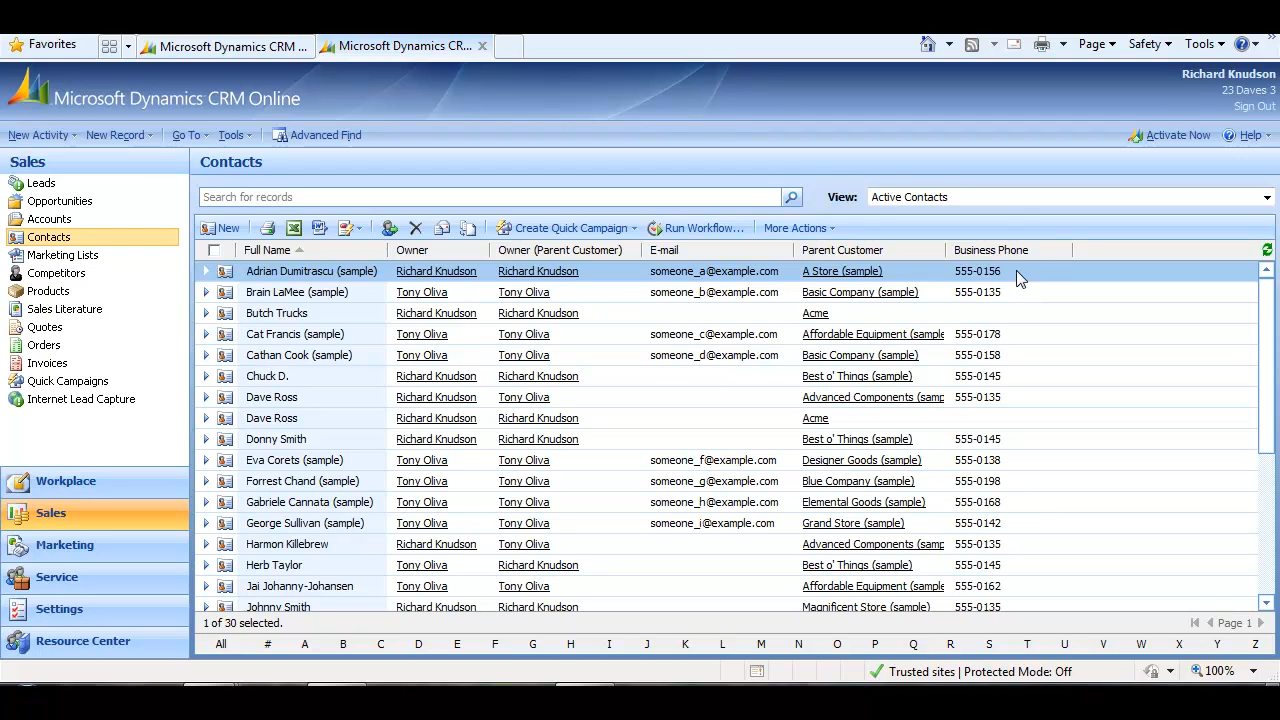 Favorites
Microsoft Dynamics CRM ...
Microsoft Dynamics CR...
Page
Safety
Tools
Microsoft Dynamics CRM Online
Richard Knudson
23 Daves 3
Sign Out
New Activity
New Record
Go To
Tools
Advanced Find
Activate Now
Help
Sales
Leads
Opportunities
Accounts
Contacts
Marketing Lists
Competitors
Products
Sales Literature
Quotes
Orders
Invoices
Quick Campaigns
Internet Lead Capture
Workplace
Sales
Marketing
Service
Settings
Resource Center
Contacts
Search for records
View: Active Contacts
New Create Quick Campaign Run Workflow... More Actions
Full Name Owner Owner (Parent Customer) E-mail Parent Customer Business Phone
Adrian Dumitrascu (sample) Richard Knudson Richard Knudson someone_a@example.com A Store (sample) 555-0156
Brain LaMee (sample) Tony Oliva Tony Oliva someone_b@example.com Basic Company (sample) 555-0135
Butch Trucks Richard Knudson Richard Knudson Acme
Cat Francis (sample) Tony Oliva Tony Oliva someone_c@example.com Affordable Equipment (sample 555-0178
Cathan Cook (sample) Tony Oliva Tony Oliva someone_d@example.com Basic Company (sample) 555-0158
Chuck D. Richard Knudson Richard Knudson Best o' Things (sample) 555-0145
Dave Ross Tony Oliva Tony Oliva Advanced Components (samp 555-0135
Dave Ross Richard Knudson Richard Knudson Acme
Donny Smith Richard Knudson Richard Knudson Best o' Things (sample) 555-0145
Eva Corets (sample) Tony Oliva Tony Oliva someone_f@example.com Designer Goods (sample) 555-0138
Forrest Chand (sample) Tony Oliva Tony Oliva someone_g@example.com Blue Company (sample) 555-0198
Gabriele Cannata (sample) Tony Oliva Tony Oliva someone_h@example.com Elemental Goods (sample) 555-0168
George Sullivan (sample) Tony Oliva Tony Oliva someone_i@example.com Grand Store (sample) 555-0142
Harmon Killebrew Richard Knudson Tony Oliva Advanced Components (samp 555-0135
Herb Taylor Tony Oliva Richard Knudson Best o' Things (sample) 555-0145
Jai Johanny-Johansen Tony Oliva Tony Oliva Affordable Equipment (sample 555-0162
Johnny Smith Richard Knudson Richard Knudson Magnificent Store (sample) 555-0135
1 of 30 selected. Page 1
All # A B C D E F G H I J K L M N O P Q R S T U V W X Y Z
Trusted sites | Protected Mode: Off
100%